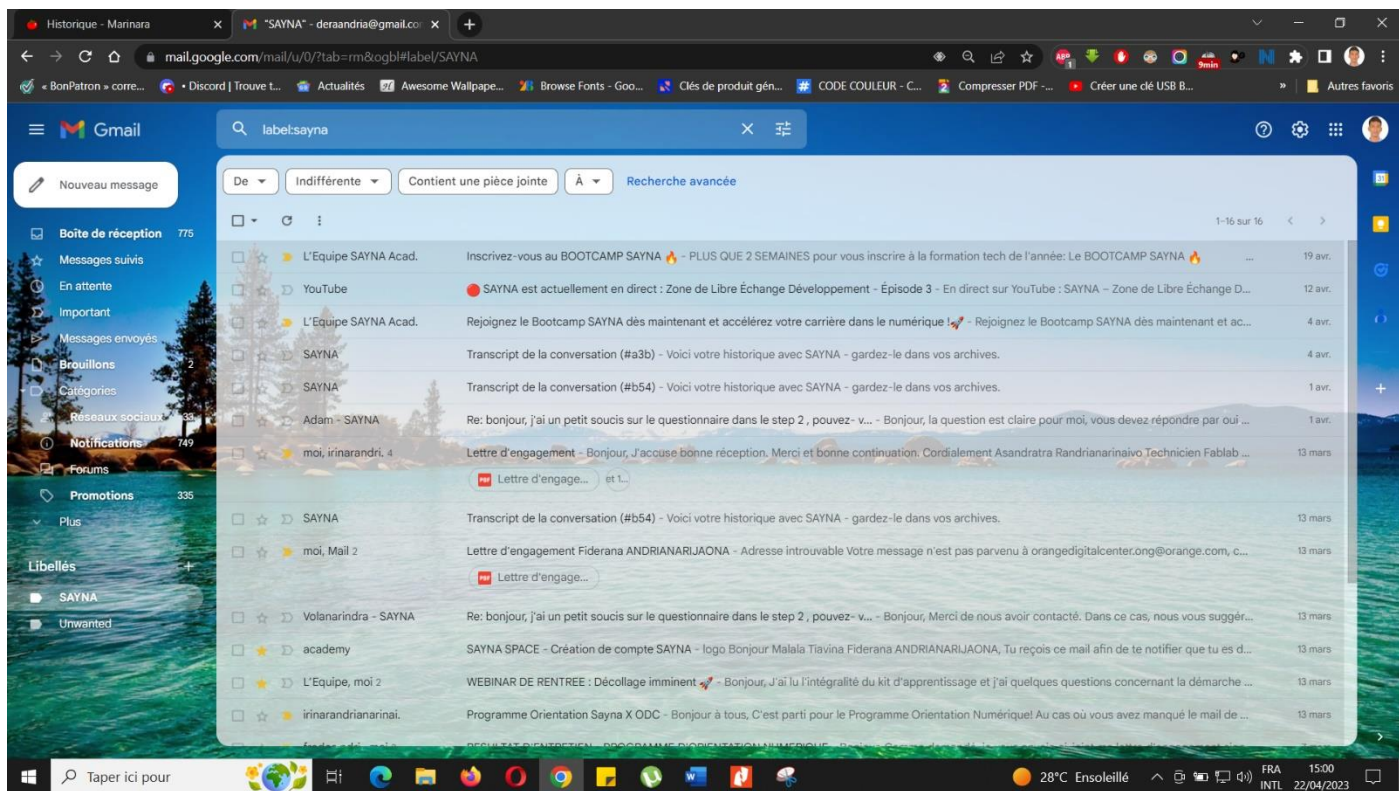 Historique - Marinara
"SAYNA" - deraandria@gmail.co
mail.google.com/mail/u/0/?tab=rm&ogbl#label/SAYNA
ABP
1
9min
« BonPatron » corre...
• Discord | Trouve t...
Actualités
Awesome Wallpape...
Browse Fonts - Goo...
Clés de produit gén...
CODE COULEUR - C...
Compresser PDF -...
Créer une clé USB B...
»
Autres favoris
Gmail
label:sayna
Nouveau message
De
Indifférente
Contient une pièce jointe
À
Recherche avancée
1–16 sur 16
Boîte de réception 775
Messages suivis
En attente
Important
Messages envoyés
Brouillons 2
Catégories
Réseaux sociaux 33
Notifications 749
Forums
Promotions 335
Plus
Libellés
SAYNA
Unwanted
L'Equipe SAYNA Acad. Inscrivez-vous au BOOTCAMP SAYNA 🔥 - PLUS QUE 2 SEMAINES pour vous inscrire à la formation tech de l'année: Le BOOTCAMP SAYNA 🔥 ... 19 avr.
YouTube 🔴 SAYNA est actuellement en direct : Zone de Libre Échange Développement - Épisode 3 - En direct sur YouTube : SAYNA – Zone de Libre Échange D... 12 avr.
L'Equipe SAYNA Acad. Rejoignez le Bootcamp SAYNA dès maintenant et accélérez votre carrière dans le numérique !🚀 - Rejoignez le Bootcamp SAYNA dès maintenant et ac... 4 avr.
SAYNA Transcript de la conversation (#a3b) - Voici votre historique avec SAYNA - gardez-le dans vos archives. 4 avr.
SAYNA Transcript de la conversation (#b54) - Voici votre historique avec SAYNA - gardez-le dans vos archives. 1 avr.
Adam - SAYNA Re: bonjour, j'ai un petit soucis sur le questionnaire dans le step 2 , pouvez- v... - Bonjour, la question est claire pour moi, vous devez répondre par oui ... 1 avr.
moi, irinarandri. 4 Lettre d'engagement - Bonjour, J'accuse bonne réception. Merci et bonne continuation. Cordialement Asandratra Randrianarinaivo Technicien Fablab ... 13 mars
PDF Lettre d'engage... et 1...
SAYNA Transcript de la conversation (#b54) - Voici votre historique avec SAYNA - gardez-le dans vos archives. 13 mars
moi, Mail 2 Lettre d'engagement Fiderana ANDRIANARIJAONA - Adresse introuvable Votre message n'est pas parvenu à orangedigitalcenter.ong@orange.com, c... 13 mars
PDF Lettre d'engage...
Volanarindra - SAYNA Re: bonjour, j'ai un petit soucis sur le questionnaire dans le step 2 , pouvez- v... - Bonjour, Merci de nous avoir contacté. Dans ce cas, nous vous suggér... 13 mars
academy SAYNA SPACE - Création de compte SAYNA - logo Bonjour Malala Tiavina Fiderana ANDRIANARIJAONA, Tu reçois ce mail afin de te notifier que tu es d... 13 mars
L'Equipe, moi 2 WEBINAR DE RENTREE : Décollage imminent 🚀 - Bonjour, J'ai lu l'intégralité du kit d'apprentissage et j'ai quelques questions concernant la démarche ... 13 mars
irinarandrianarinai. Programme Orientation Sayna X ODC - Bonjour à tous, C'est parti pour le Programme Orientation Numérique! Au cas où vous avez manqué le mail de ... 13 mars
Taper ici pour
28°C Ensoleillé
FRA
INTL
15:00
22/04/2023